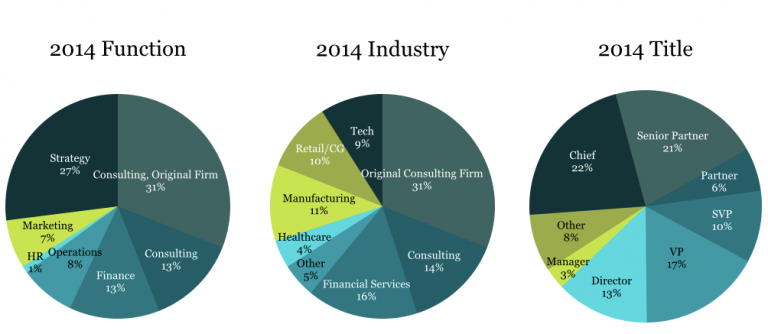 2014 Function
2014 Industry
2014 Title
Strategy
27%
Consulting, Original Firm
31%
Marketing
7%
HR
1%
Operations
8%
Finance
13%
Consulting
13%
Tech
9%
Retail/CG
10%
Original Consulting Firm
31%
Manufacturing
11%
Healthcare
4%
Other
5%
Financial Services
16%
Consulting
14%
Senior Partner
21%
Chief
22%
Partner
6%
SVP
10%
Other
8%
VP
17%
Manager
3%
Director
13%